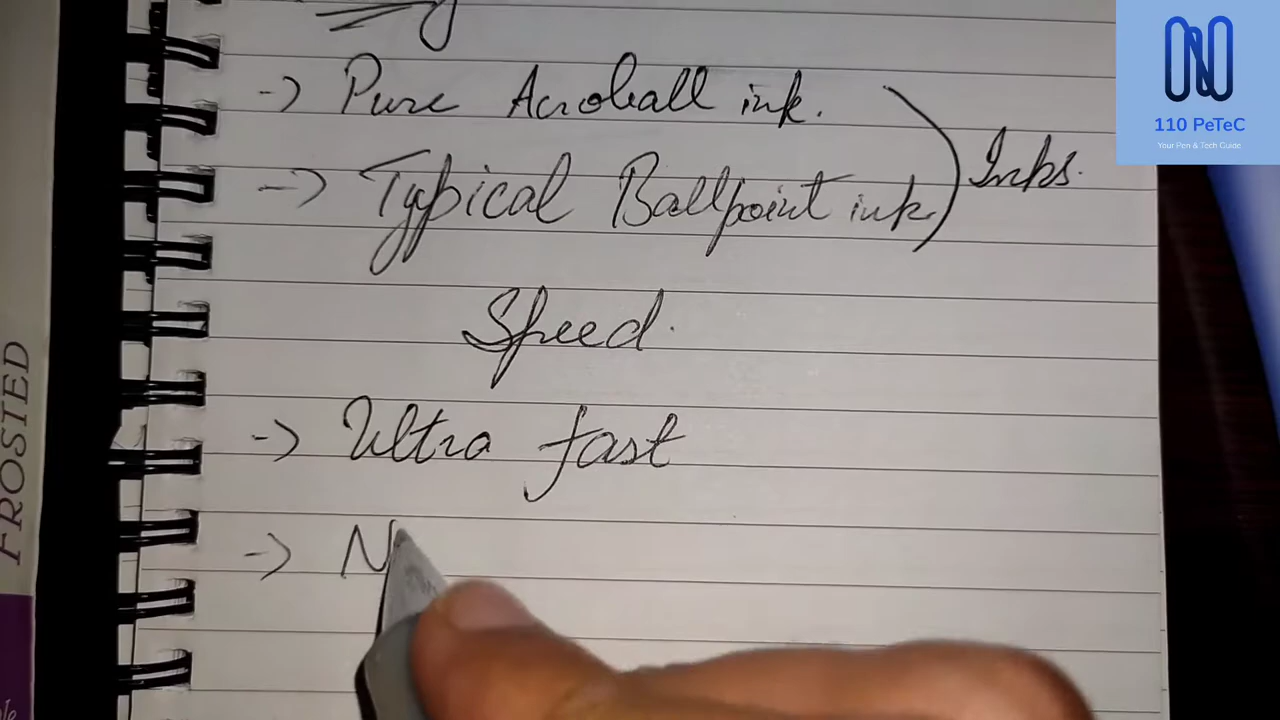 -> Pure Acroball ink.
-> Typical Ballpoint ink
Inks.
Speed.
-> Ultra fast
-> N
FROSTED
110 PeTeC
Your Pen & Tech Guide